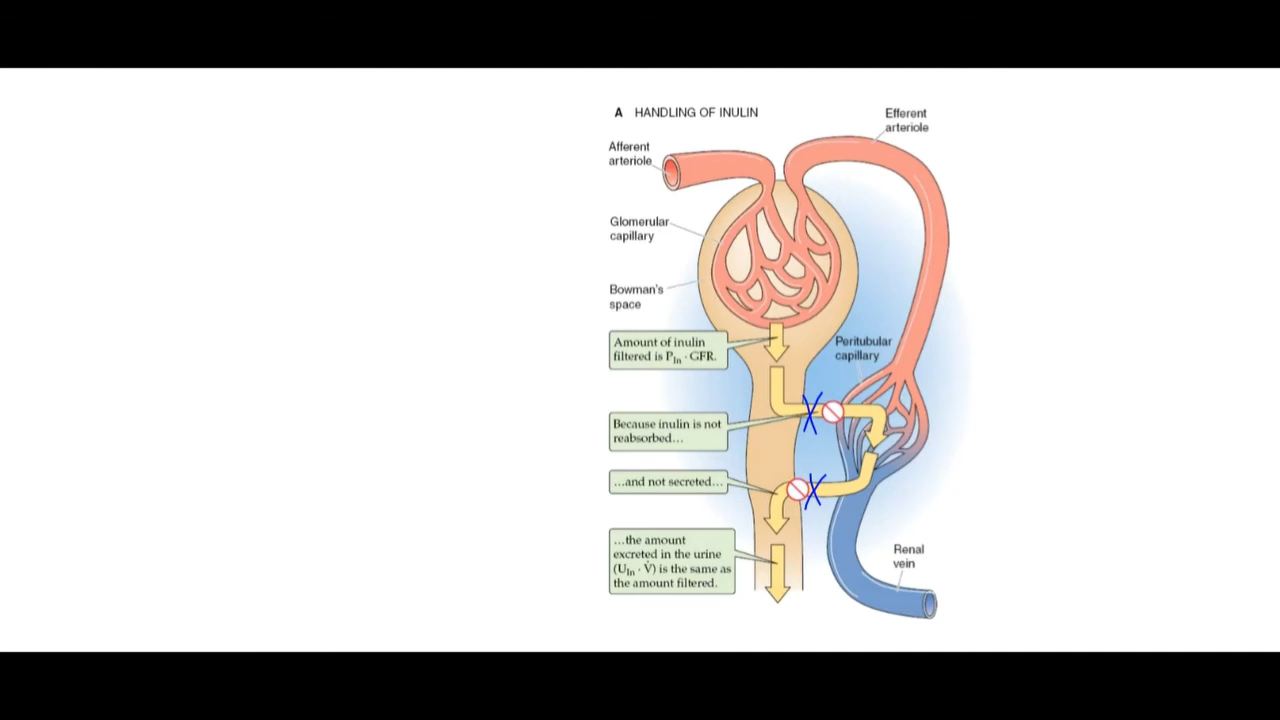 A HANDLING OF INULIN
Efferent
arteriole
Afferent
arteriole
Glomerular
capillary
Bowman's
space
Amount of inulin
filtered is P_In · GFR.
Peritubular
capillary
Because inulin is not
reabsorbed...
...and not secreted...
...the amount
excreted in the urine
(U_In · V̇) is the same as
the amount filtered.
Renal
vein